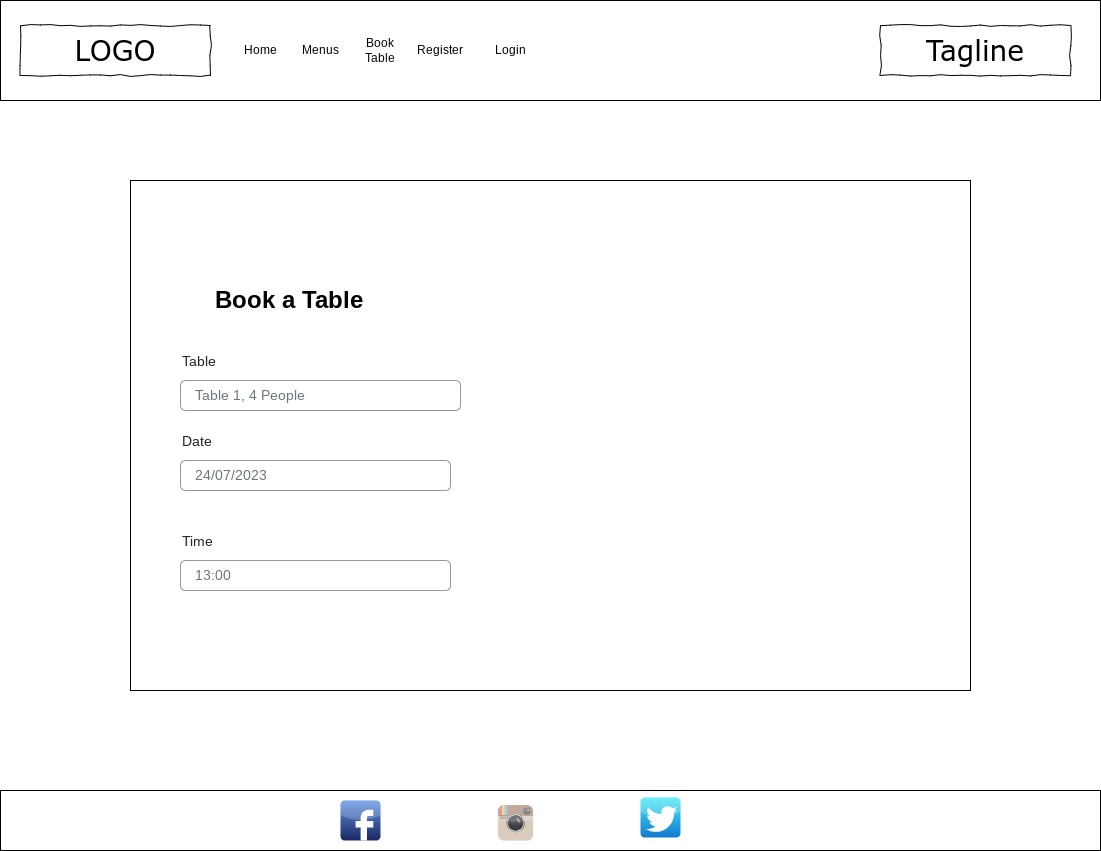 LOGO
Home
Menus
Book
Table
Register
Login
Tagline
Book a Table
Table
Table 1, 4 People
Date
24/07/2023
Time
13:00